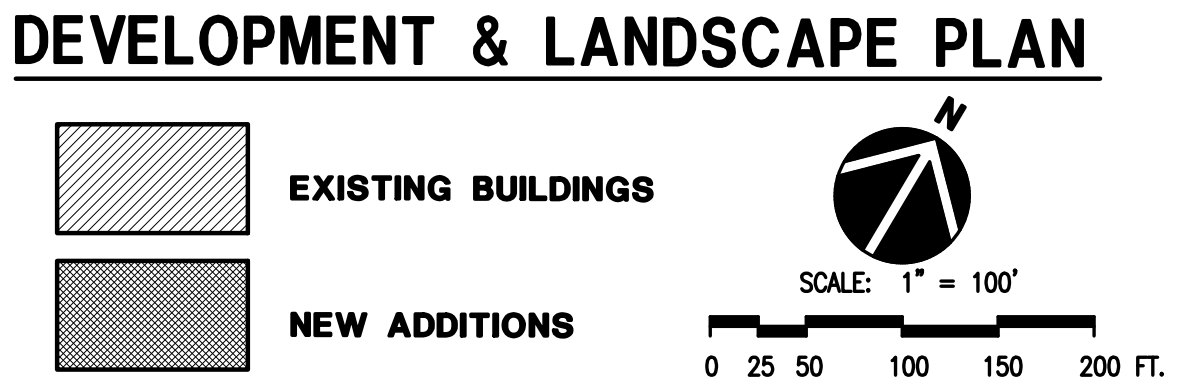 DEVELOPMENT & LANDSCAPE PLAN
N
EXISTING BUILDINGS
SCALE: 1" = 100'
NEW ADDITIONS
0 25 50 100 150 200 FT.